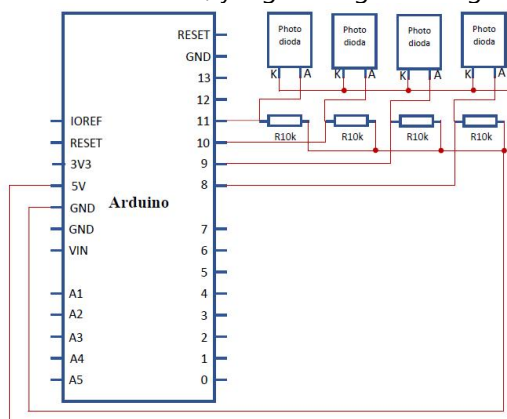 RESET
GND
13
12
11
10
9
8
7
6
5
4
3
2
1
0
IOREF
RESET
3V3
5V
GND
GND
VIN
A1
A2
A3
A4
A5
Arduino
Photo
dioda
K A
Photo
dioda
K A
Photo
dioda
K A
Photo
dioda
K A
R10k
R10k
R10k
R10k